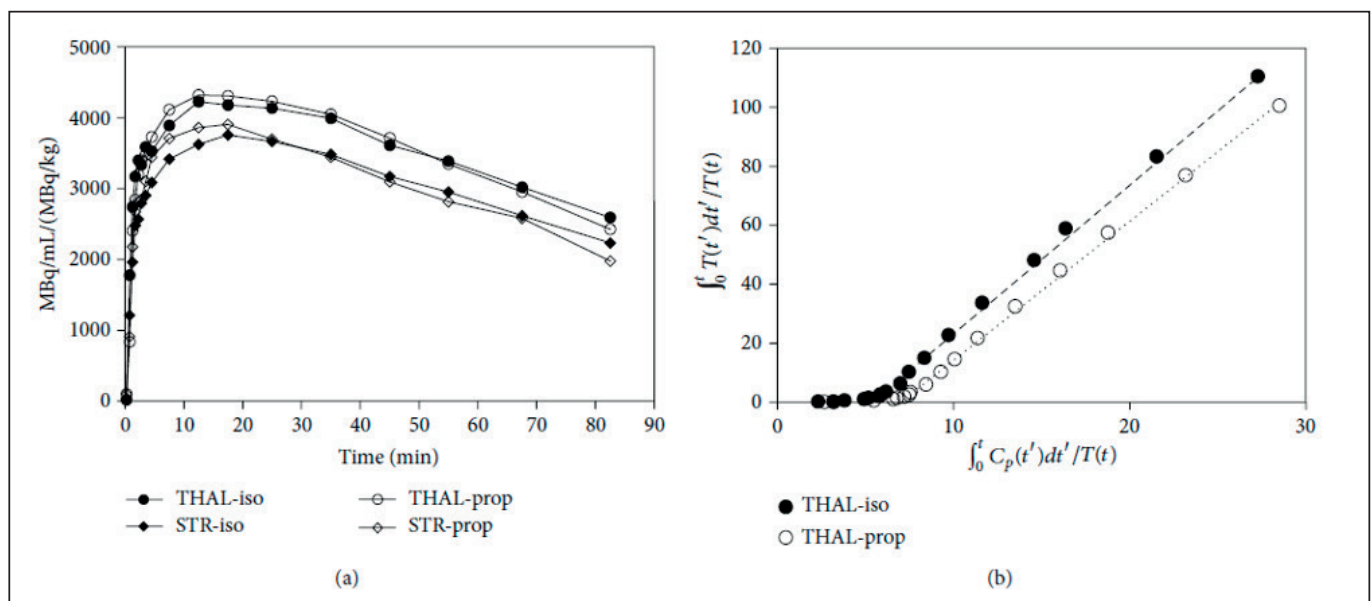 5000
4000
3000
2000
1000
0
MBq/mL/(MBq/kg)
0 10 20 30 40 50 60 70 80 90
Time (min)
THAL-iso THAL-prop
STR-iso STR-prop
(a)
120
100
80
60
40
20
0
∫₀ᵗ T(t′)dt′/T(t)
0 10 20 30
∫₀ᵗ Cₚ(t′)dt′/T(t)
THAL-iso
THAL-prop
(b)